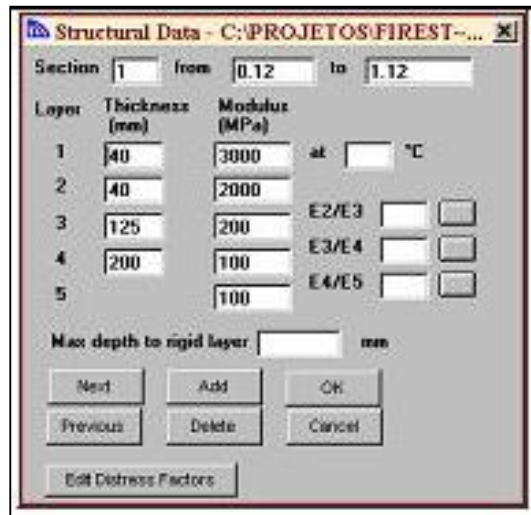 Structural Data - C:\PROJETOS\FIREST~...
Section 1 from 0.12 to 1.12
Layer Thickness (mm) Modulus (MPa)
1 40 3000 at °C
2 40 2000
E2/E3
3 125 200
E3/E4
4 200 100
E4/E5
5 100
Max depth to rigid layer mm
Next Add OK
Previous Delete Cancel
Edit Distress Factors